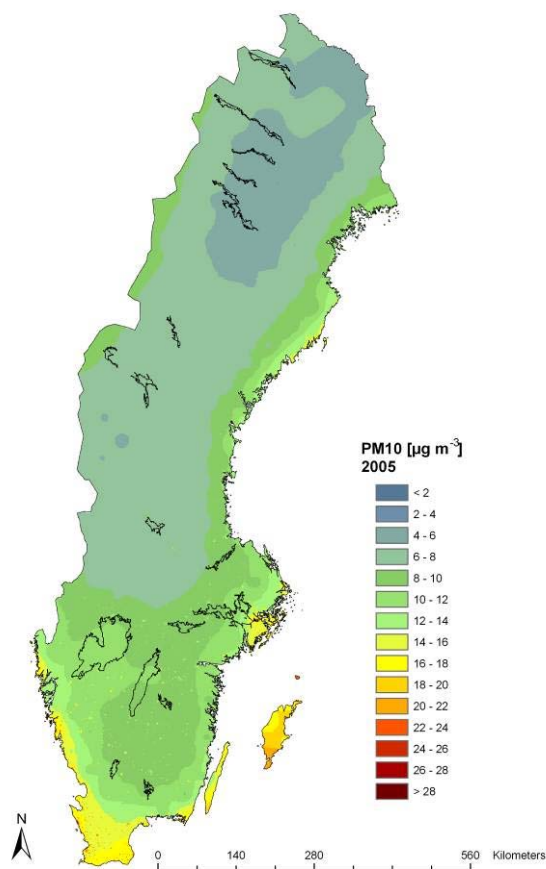 PM10 [µg m⁻³]
2005
< 2
2 - 4
4 - 6
6 - 8
8 - 10
10 - 12
12 - 14
14 - 16
16 - 18
18 - 20
20 - 22
22 - 24
24 - 26
26 - 28
> 28
N
0 140 280 560 Kilometers